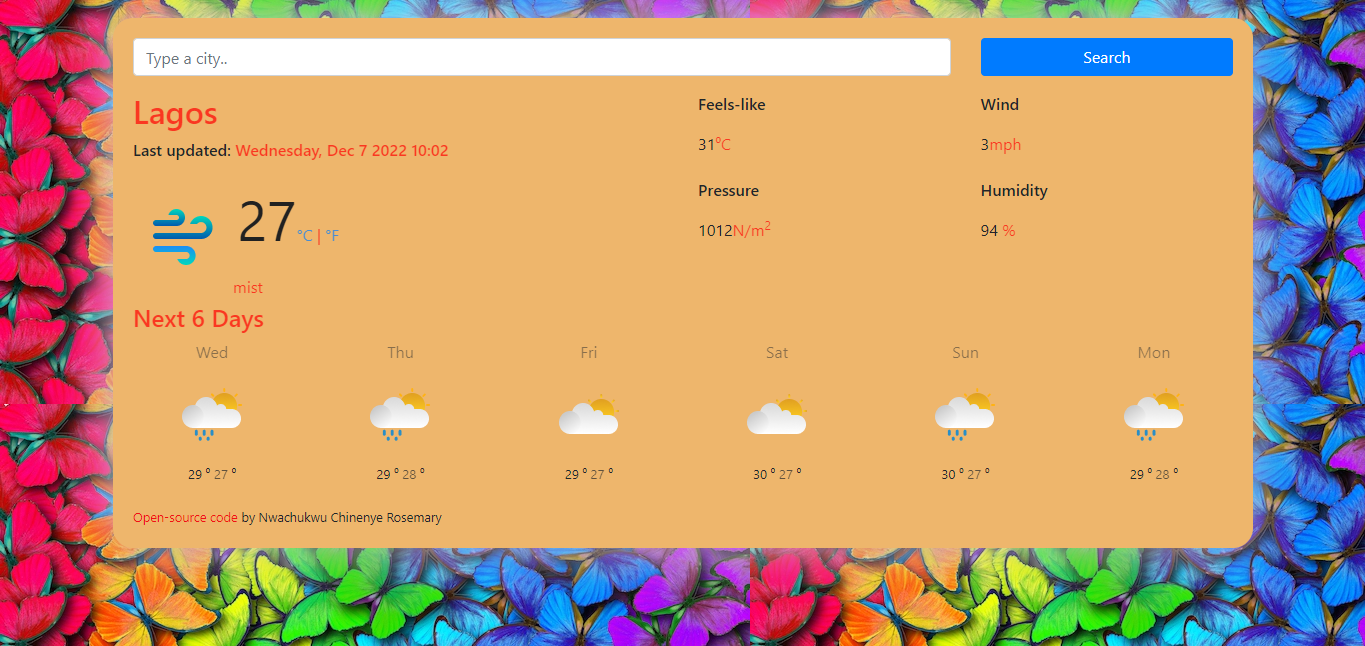 Type a city..
Search
Lagos
Last updated: Wednesday, Dec 7 2022 10:02
Feels-like
31°C
Wind
3mph
Pressure
1012N/m²
Humidity
94 %
27°C | °F
mist
Next 6 Days
Wed Thu Fri Sat Sun Mon
29 ° 27 ° 29 ° 28 ° 29 ° 27 ° 30 ° 27 ° 30 ° 27 ° 29 ° 28 °
Open-source code by Nwachukwu Chinenye Rosemary